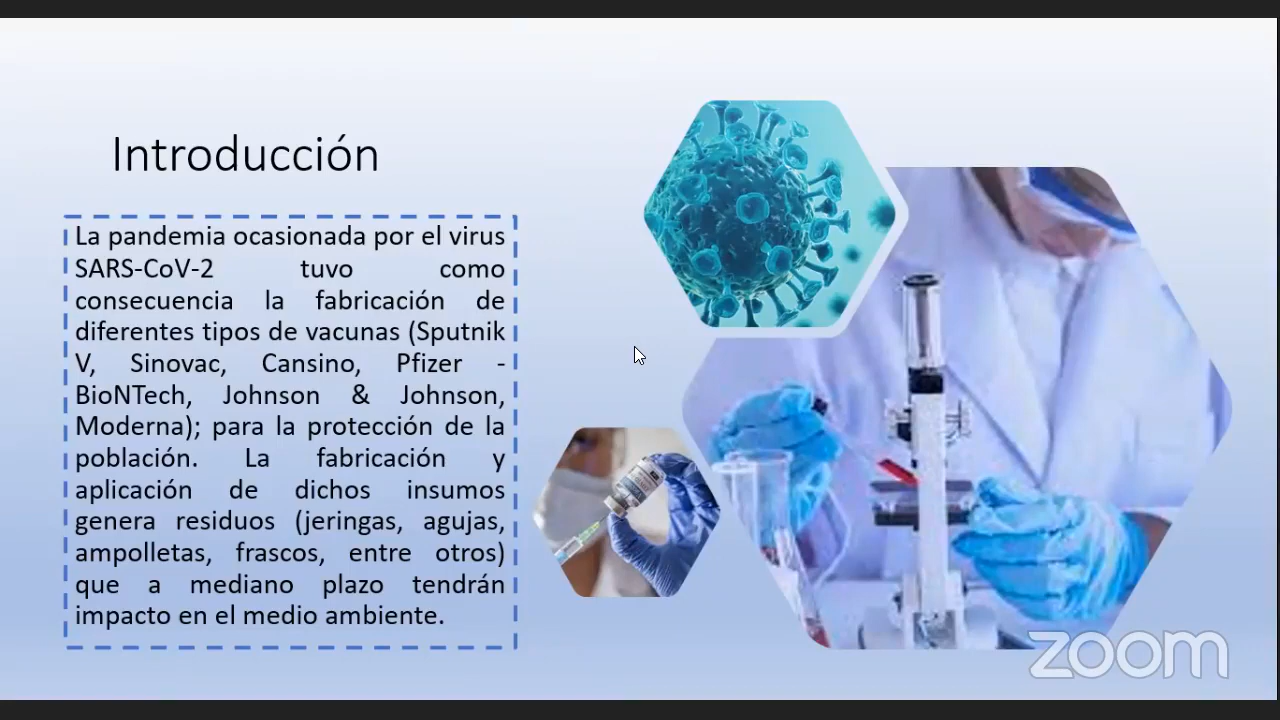 Introducción
La pandemia ocasionada por el virus
SARS-CoV-2 tuvo como
consecuencia la fabricación de
diferentes tipos de vacunas (Sputnik
V, Sinovac, Cansino, Pfizer -
BioNTech, Johnson & Johnson,
Moderna); para la protección de la
población. La fabricación y
aplicación de dichos insumos
genera residuos (jeringas, agujas,
ampolletas, frascos, entre otros)
que a mediano plazo tendrán
impacto en el medio ambiente.
zoom